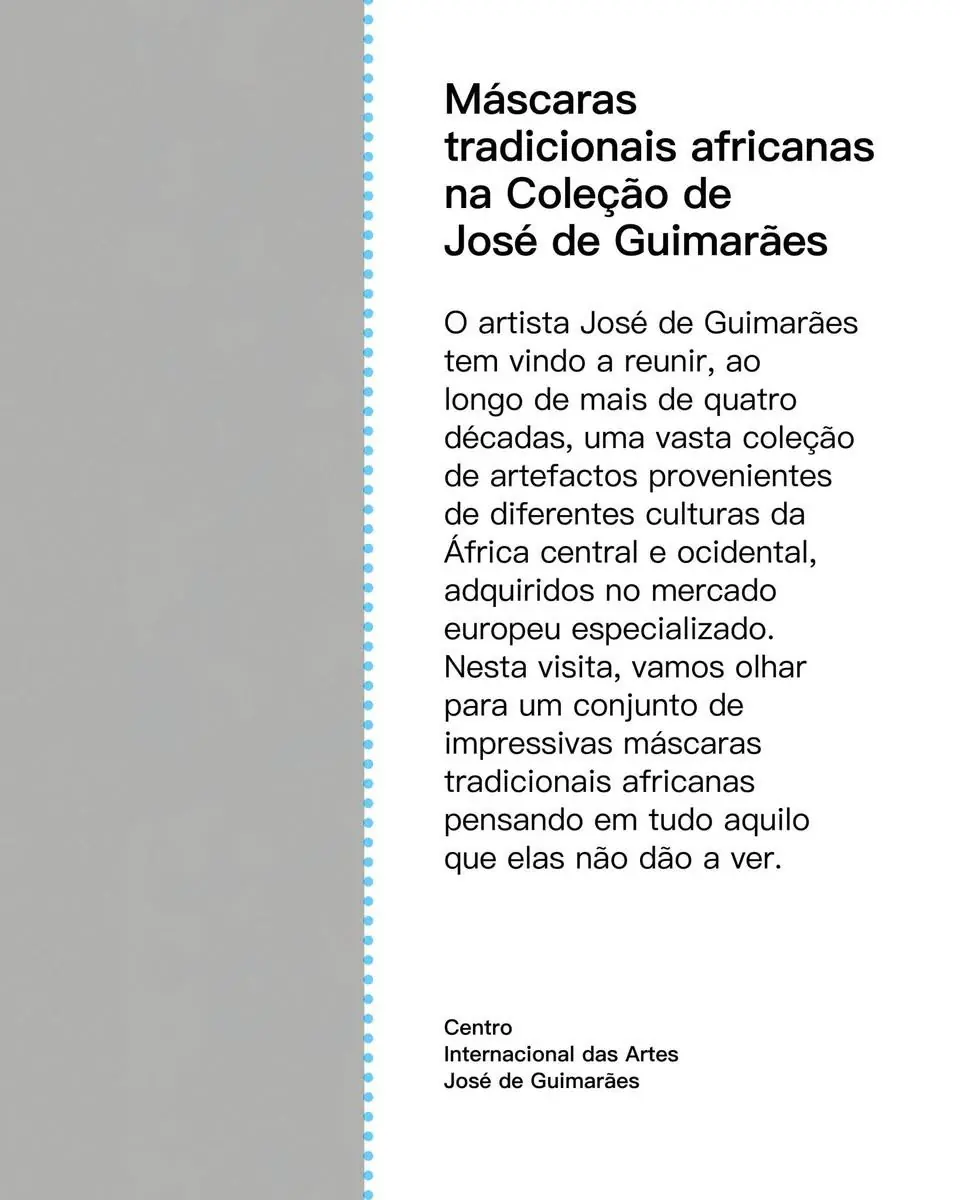 Máscaras
tradicionais africanas
na Coleção de
José de Guimarães
O artista José de Guimarães
tem vindo a reunir, ao
longo de mais de quatro
décadas, uma vasta coleção
de artefactos provenientes
de diferentes culturas da
África central e ocidental,
adquiridos no mercado
europeu especializado.
Nesta visita, vamos olhar
para um conjunto de
impressivas máscaras
tradicionais africanas
pensando em tudo aquilo
que elas não dão a ver.
Centro
Internacional das Artes
José de Guimarães